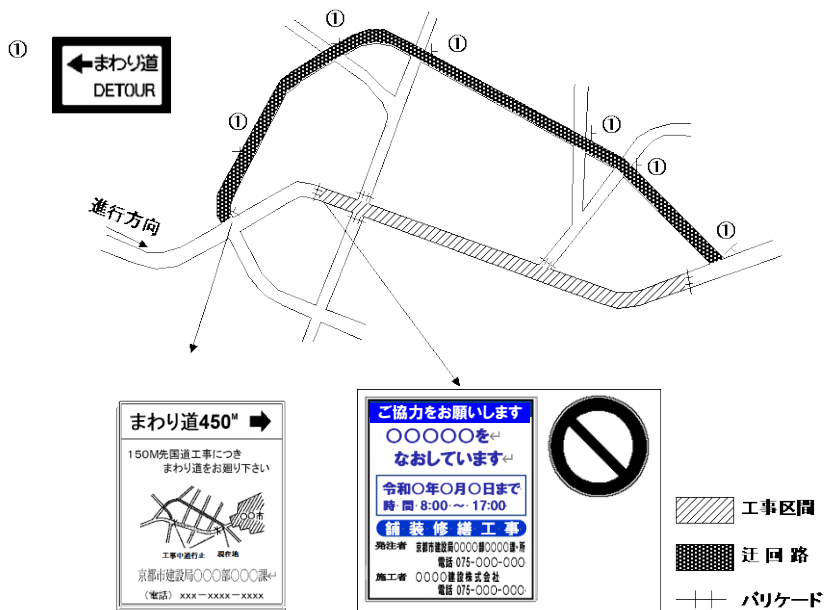 ①
←まわり道
DETOUR
①
①
①
①
①
①
進行方向
まわり道450M ➡
150M先国道工事につき
まわり道をお廻り下さい
○○市
工事中通行止 現在地
京都市建設局○○○部○○○課↵
(電話) xxx-xxxx-xxxx
ご協力をお願いします
○○○○○を↵
なおしています↵
令和○年○月○日まで
時・間・8:00・～・17:00
舗装修繕工事
発注者 京都市建設局○○○○部○○○○課・所
電話 075-○○○-○○○
施工者 ○○○○建設株式会社
電話 075-○○○-○○○
工事区間
迂回路
バリケード